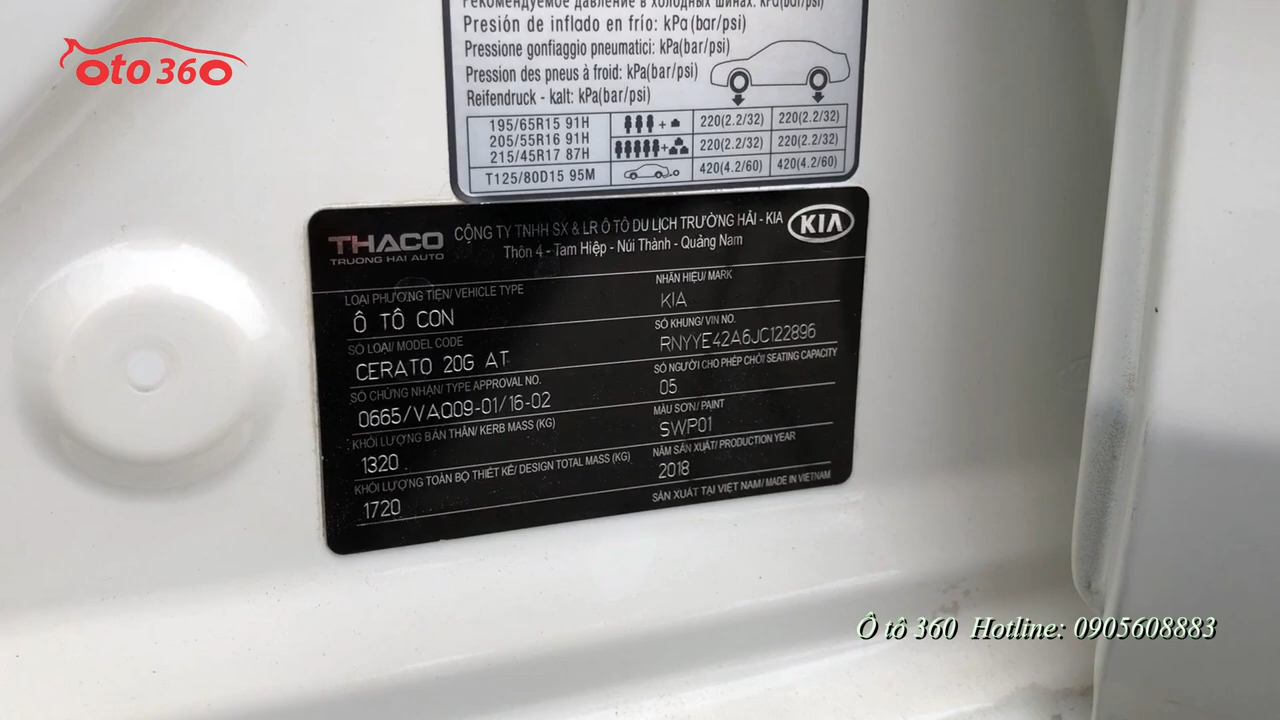 oto 360
Рекомендуемое давление в холодных шинах: кРа(bar/psi)
Presión de inflado en frío: kPa(bar/psi)
Pressione gonfiaggio pneumatici: kPa(bar/psi)
Pression des pneus à froid: kPa(bar/psi)
Reifendruck - kalt: kPa(bar/psi)
195/65R15 91H
205/55R16 91H
215/45R17 87H
+ 220(2.2/32) 220(2.2/32)
+ 220(2.2/32) 220(2.2/32)
T125/80D15 95M 420(4.2/60) 420(4.2/60)
THACO
TRUONG HAI AUTO
CÔNG TY TNHH SX & LR Ô TÔ DU LỊCH TRƯỜNG HẢI - KIA
Thôn 4 - Tam Hiệp - Núi Thành - Quảng Nam
KIA
LOẠI PHƯƠNG TIỆN/ VEHICLE TYPE
Ô TÔ CON
NHÃN HIỆU/ MARK
KIA
SỐ LOẠI/ MODEL CODE
CERATO 20G AT
SỐ KHUNG/ VIN NO.
RNYYE42A6JC122896
SỐ CHỨNG NHẬN/ TYPE APPROVAL NO.
0665/VAQ09-01/16-02
SỐ NGƯỜI CHO PHÉP CHỞ/ SEATING CAPACITY
05
KHỐI LƯỢNG BẢN THÂN/ KERB MASS (KG)
1320
MÀU SƠN/ PAINT
SWP01
KHỐI LƯỢNG TOÀN BỘ THIẾT KẾ/ DESIGN TOTAL MASS (KG)
1720
NĂM SẢN XUẤT/ PRODUCTION YEAR
2018
SẢN XUẤT TẠI VIỆT NAM/ MADE IN VIETNAM
Ô tô 360 Hotline: 0905608883